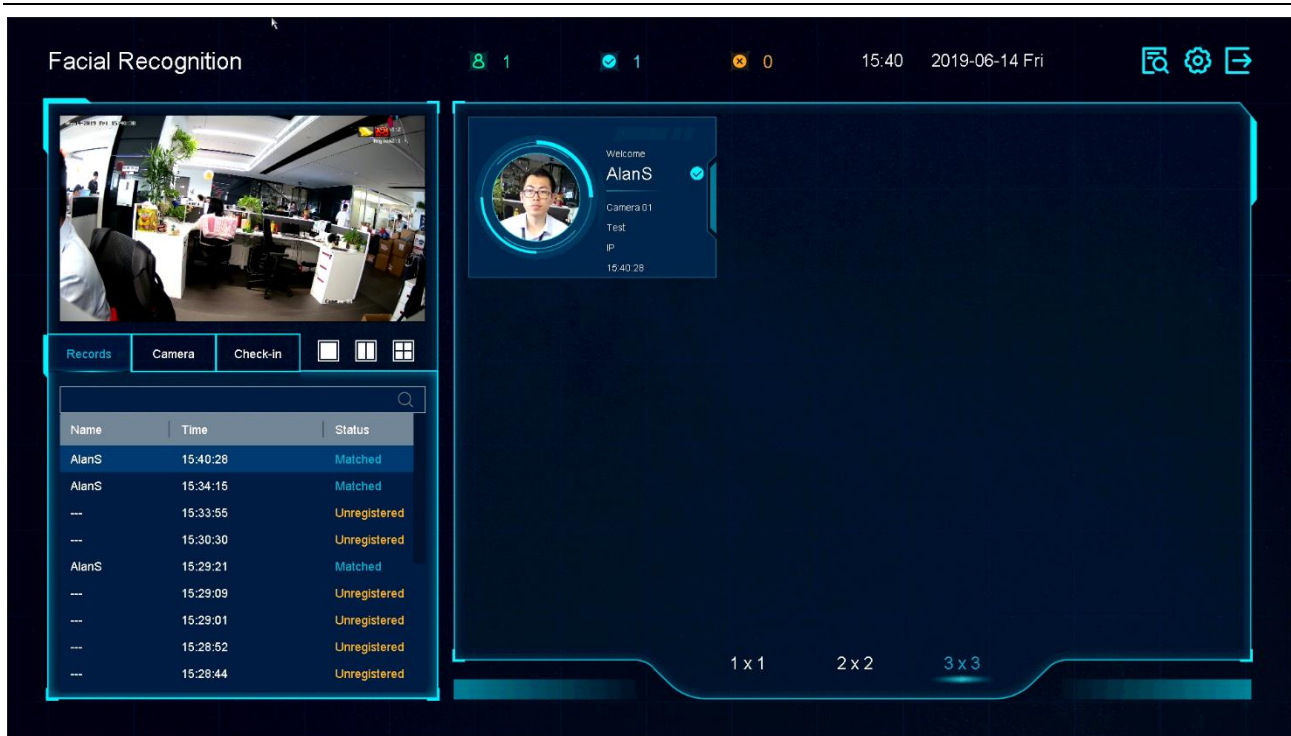 Facial Recognition
1
1
0
15:40 2019-06-14 Fri
Welcome
AlanS
Camera 01
Test
IP
15:40:28
Records Camera Check-in
Name Time Status
AlanS 15:40:28 Matched
AlanS 15:34:15 Matched
--- 15:33:55 Unregistered
--- 15:30:30 Unregistered
AlanS 15:29:21 Matched
--- 15:29:09 Unregistered
--- 15:29:01 Unregistered
--- 15:28:52 Unregistered
--- 15:28:44 Unregistered
1 x 1 2 x 2 3 x 3